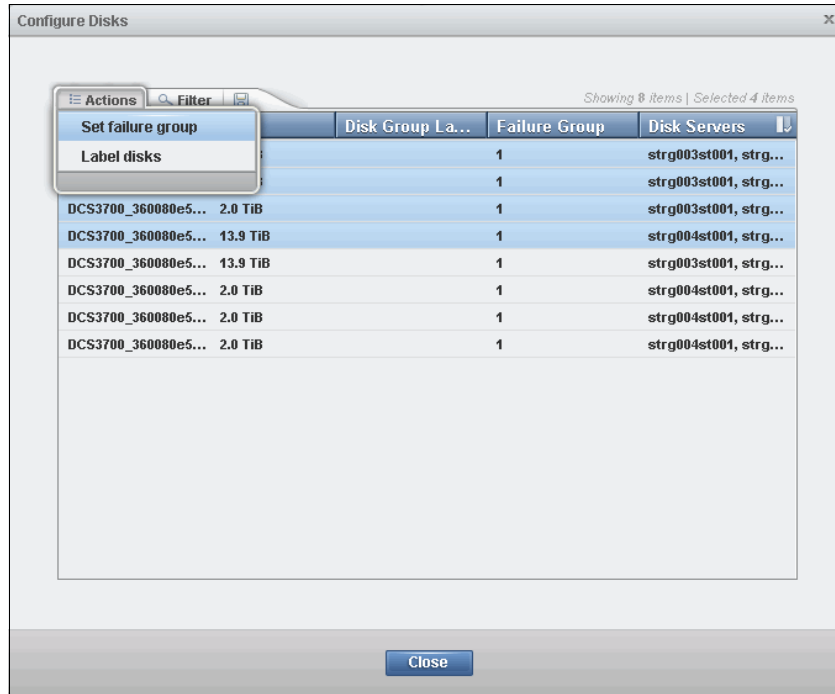 Configure Disks x
Actions Filter Showing 8 items | Selected 4 items
Set failure group Disk Group La... Failure Group Disk Servers
Label disks 1 strg003st001, strg...
1 strg003st001, strg...
DCS3700_360080e5... 2.0 TiB 1 strg003st001, strg...
DCS3700_360080e5... 13.9 TiB 1 strg004st001, strg...
DCS3700_360080e5... 13.9 TiB 1 strg003st001, strg...
DCS3700_360080e5... 2.0 TiB 1 strg004st001, strg...
DCS3700_360080e5... 2.0 TiB 1 strg004st001, strg...
DCS3700_360080e5... 2.0 TiB 1 strg004st001, strg...
Close